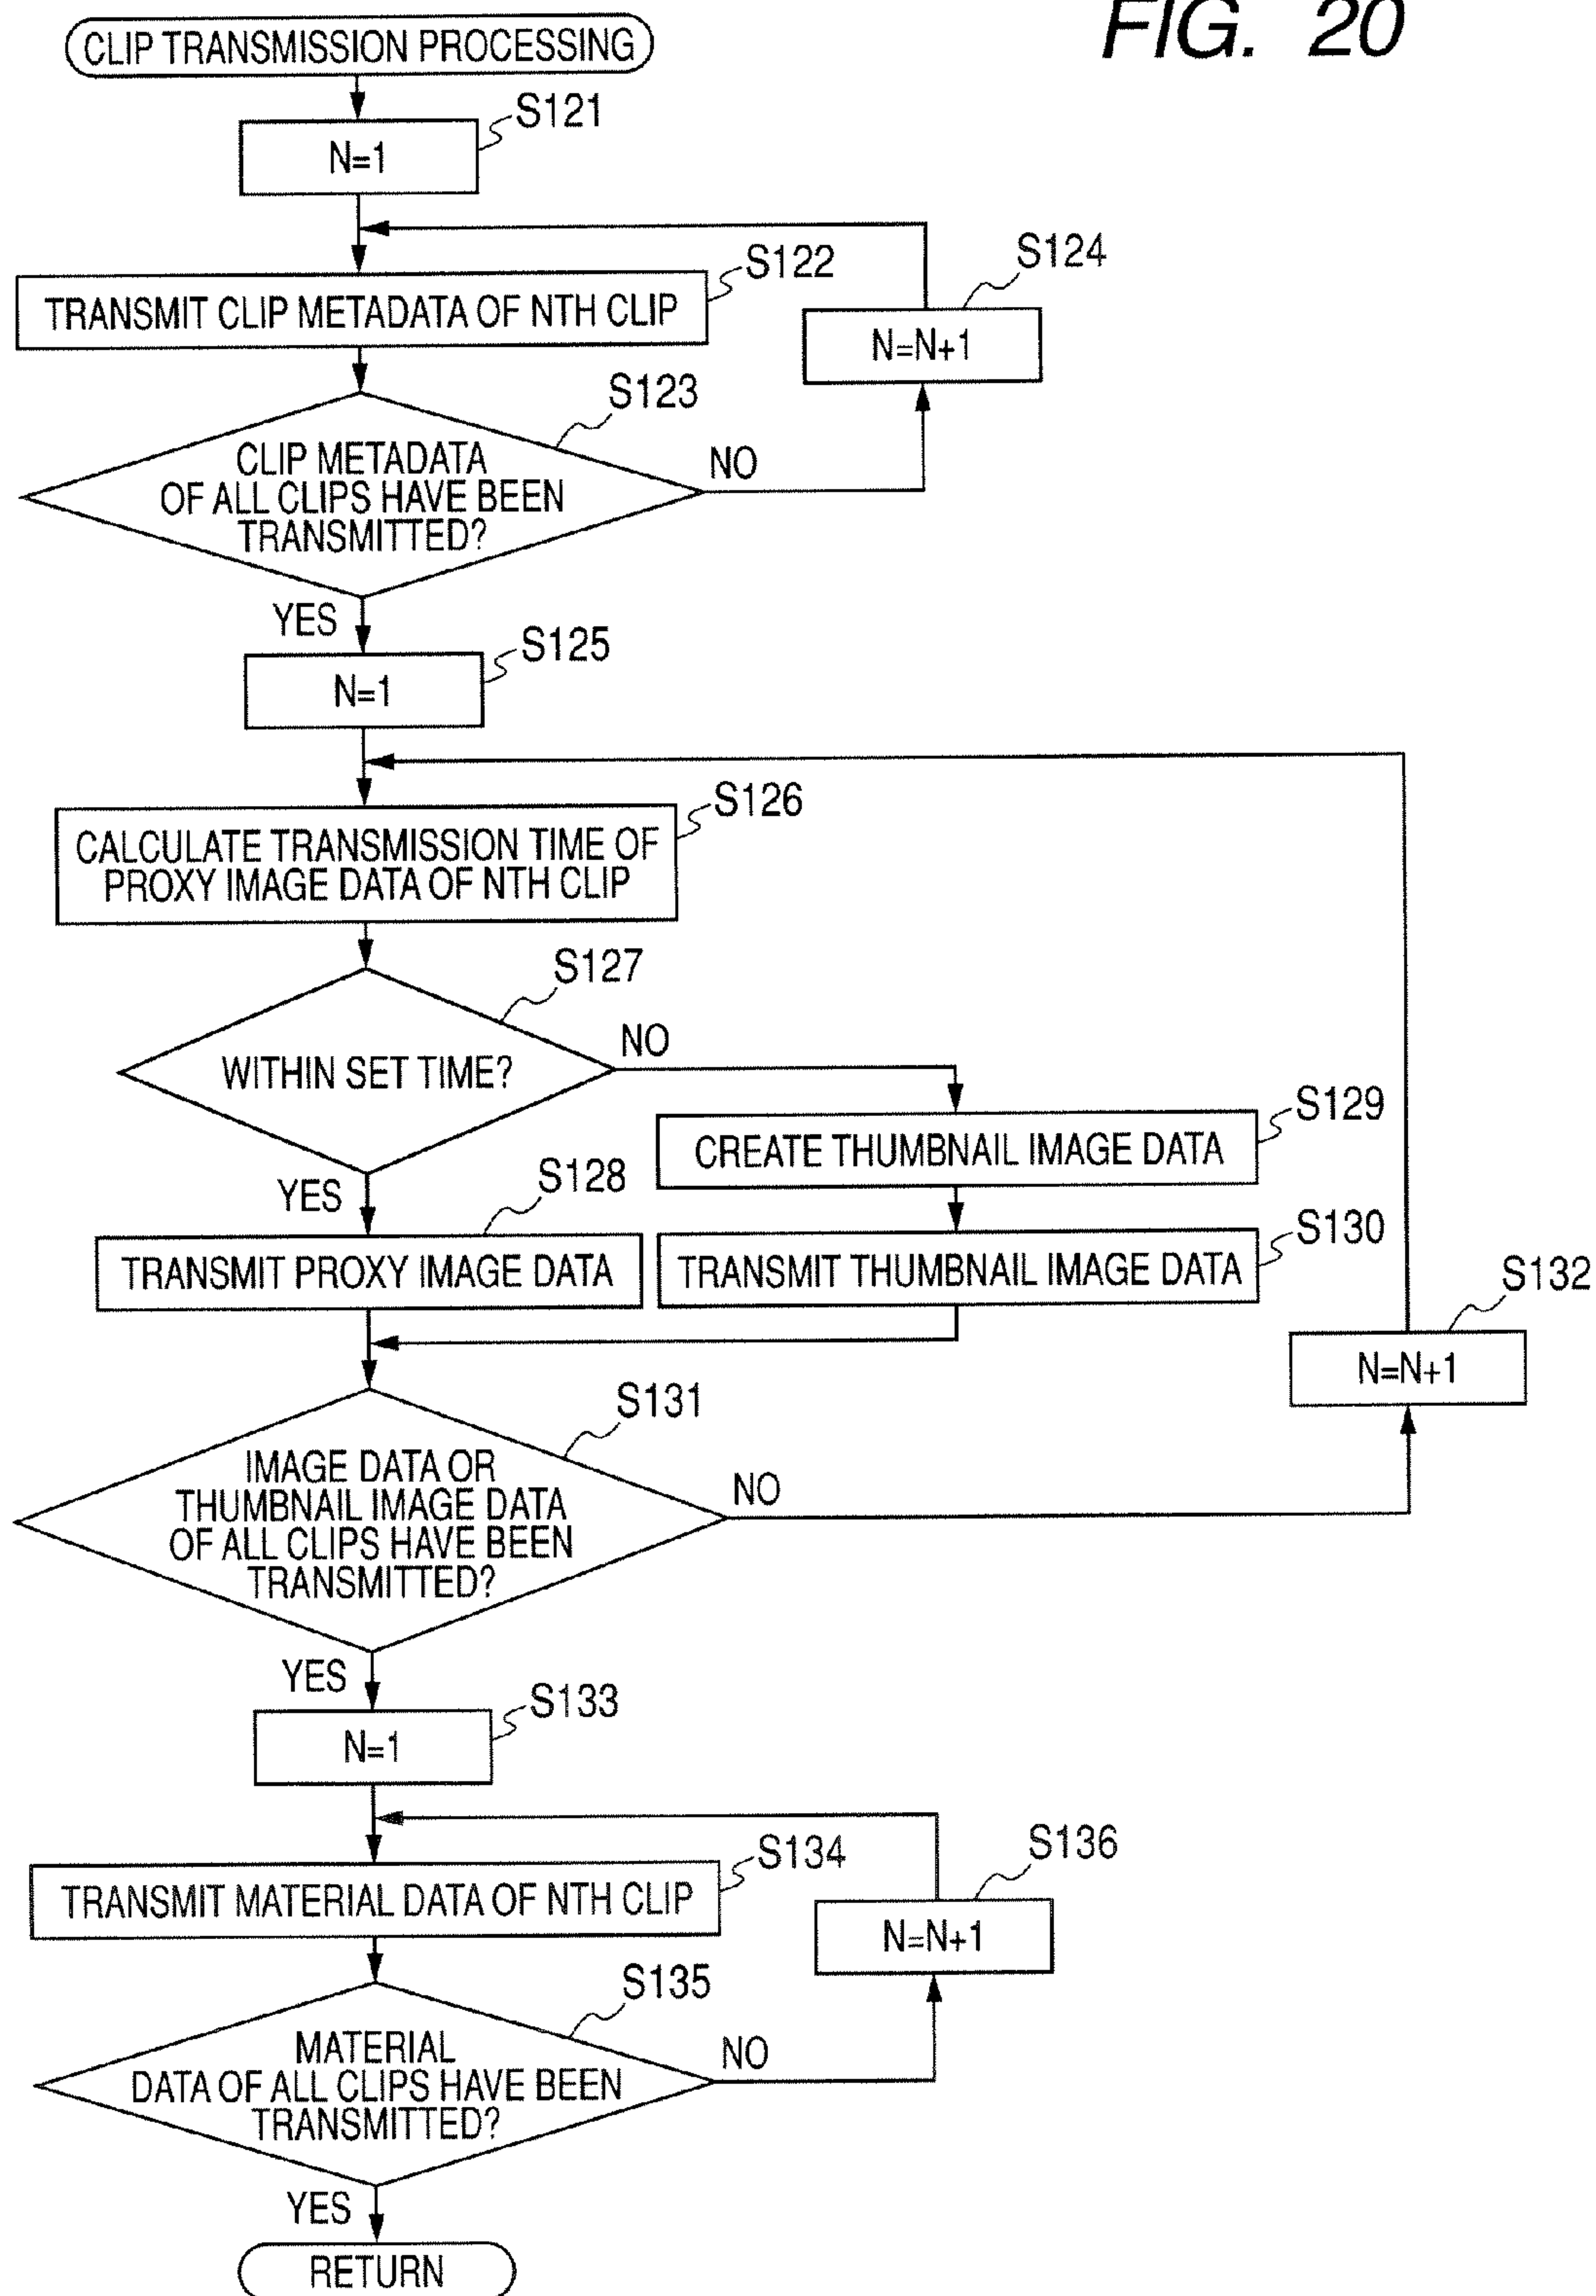 FIG. 20
CLIP TRANSMISSION PROCESSING
S121
N=1
S122
TRANSMIT CLIP METADATA OF NTH CLIP
S124
N=N+1
S123
CLIP METADATA
OF ALL CLIPS HAVE BEEN
TRANSMITTED?
NO
YES
S125
N=1
S126
CALCULATE TRANSMISSION TIME OF
PROXY IMAGE DATA OF NTH CLIP
S127
WITHIN SET TIME?
NO
S129
CREATE THUMBNAIL IMAGE DATA
YES
S128
TRANSMIT PROXY IMAGE DATA
S130
TRANSMIT THUMBNAIL IMAGE DATA
S132
N=N+1
S131
IMAGE DATA OR
THUMBNAIL IMAGE DATA
OF ALL CLIPS HAVE BEEN
TRANSMITTED?
NO
YES
S133
N=1
S134
TRANSMIT MATERIAL DATA OF NTH CLIP
S136
N=N+1
S135
MATERIAL
DATA OF ALL CLIPS HAVE BEEN
TRANSMITTED?
NO
YES
RETURN